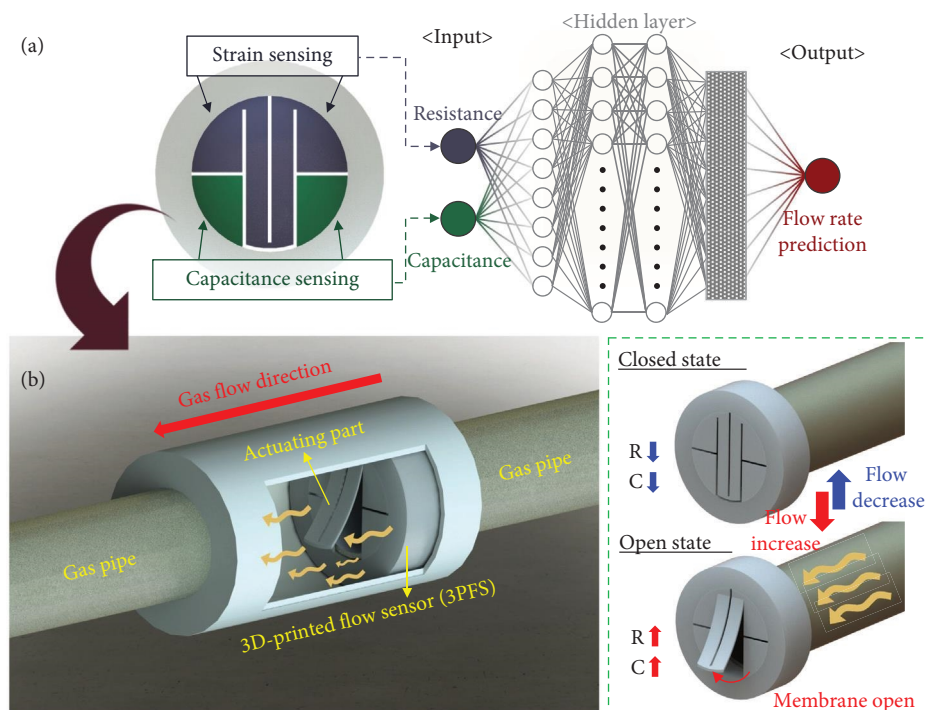 (a)
Strain sensing
Capacitance sensing
<Input>
Resistance
Capacitance
<Hidden layer>
<Output>
Flow rate
prediction
(b)
Gas flow direction
Actuating part
Gas pipe
Gas pipe
3D-printed flow sensor (3PFS)
Closed state
R
C
Flow
decrease
Flow
increase
Open state
R
C
Membrane open